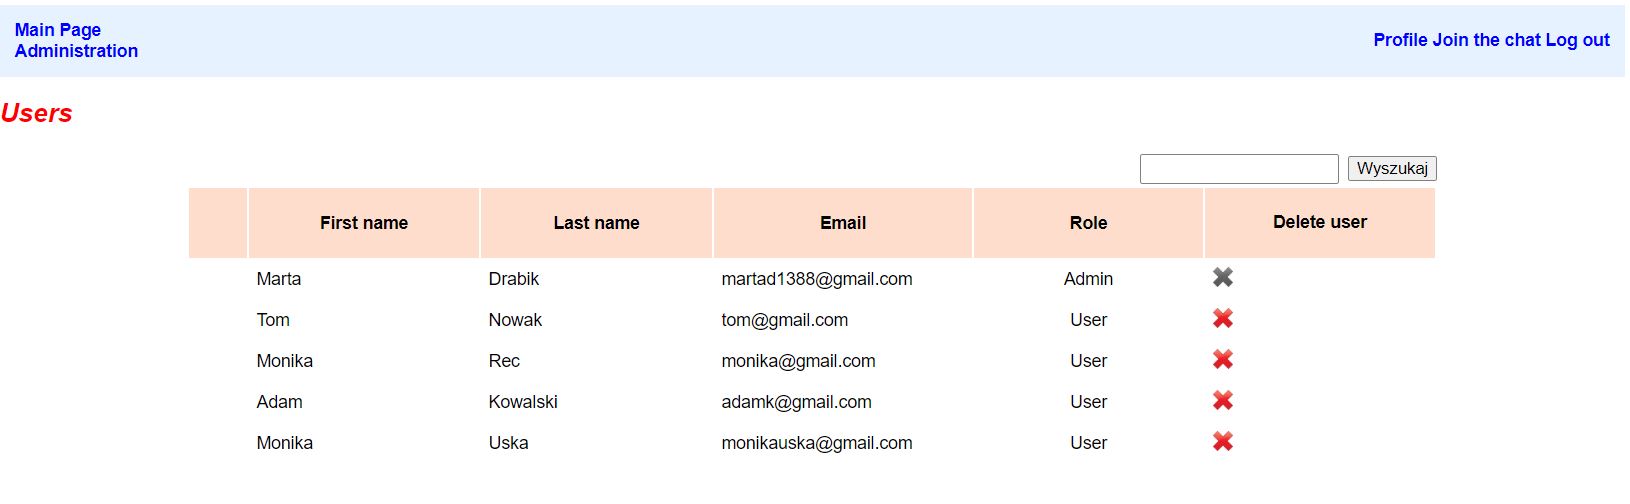 Main Page
Administration
Profile Join the chat Log out
Users
Wyszukaj
First name Last name Email Role Delete user
Marta Drabik martad1388@gmail.com Admin
Tom Nowak tom@gmail.com User
Monika Rec monika@gmail.com User
Adam Kowalski adamk@gmail.com User
Monika Uska monikauska@gmail.com User